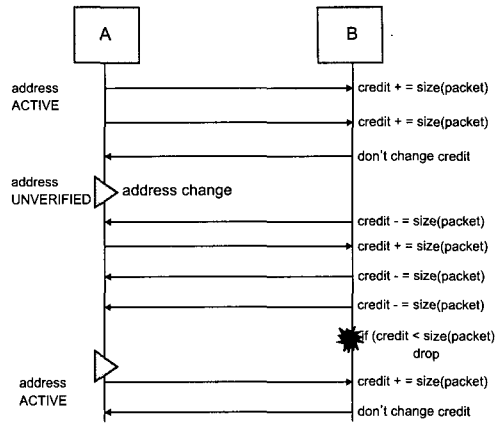 A
B
address
ACTIVE
credit + = size(packet)
credit + = size(packet)
don't change credit
address
UNVERIFIED
address change
credit - = size(packet)
credit + = size(packet)
credit - = size(packet)
credit - = size(packet)
if (credit < size(packet)
drop
address
ACTIVE
credit + = size(packet)
don't change credit